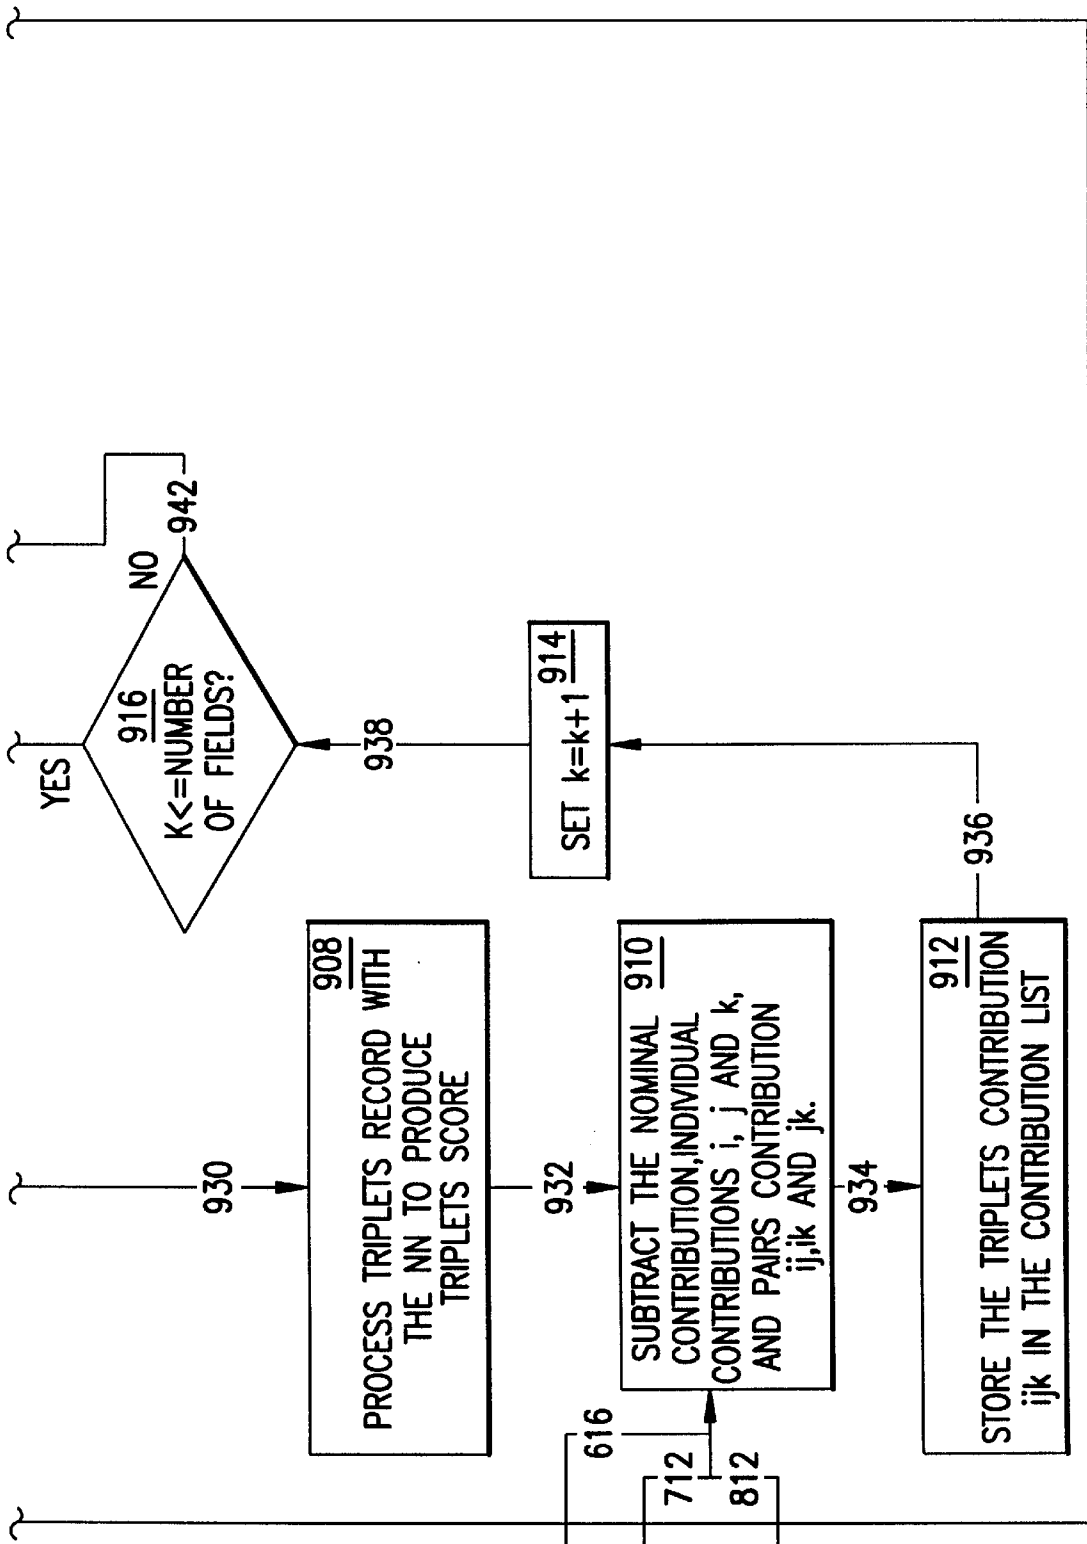 930
908
PROCESS TRIPLETS RECORD WITH
THE NN TO PRODUCE
TRIPLETS SCORE
932
616
712
812
910
SUBTRACT THE NOMINAL
CONTRIBUTION,INDIVIDUAL
CONTRIBUTIONS i, j AND k,
AND PAIRS CONTRIBUTION
ij,ik AND jk.
934
912
STORE THE TRIPLETS CONTRIBUTION
ijk IN THE CONTRIBUTION LIST
936
SET k=k+1 914
938
916
K<=NUMBER
OF FIELDS?
YES
NO
942